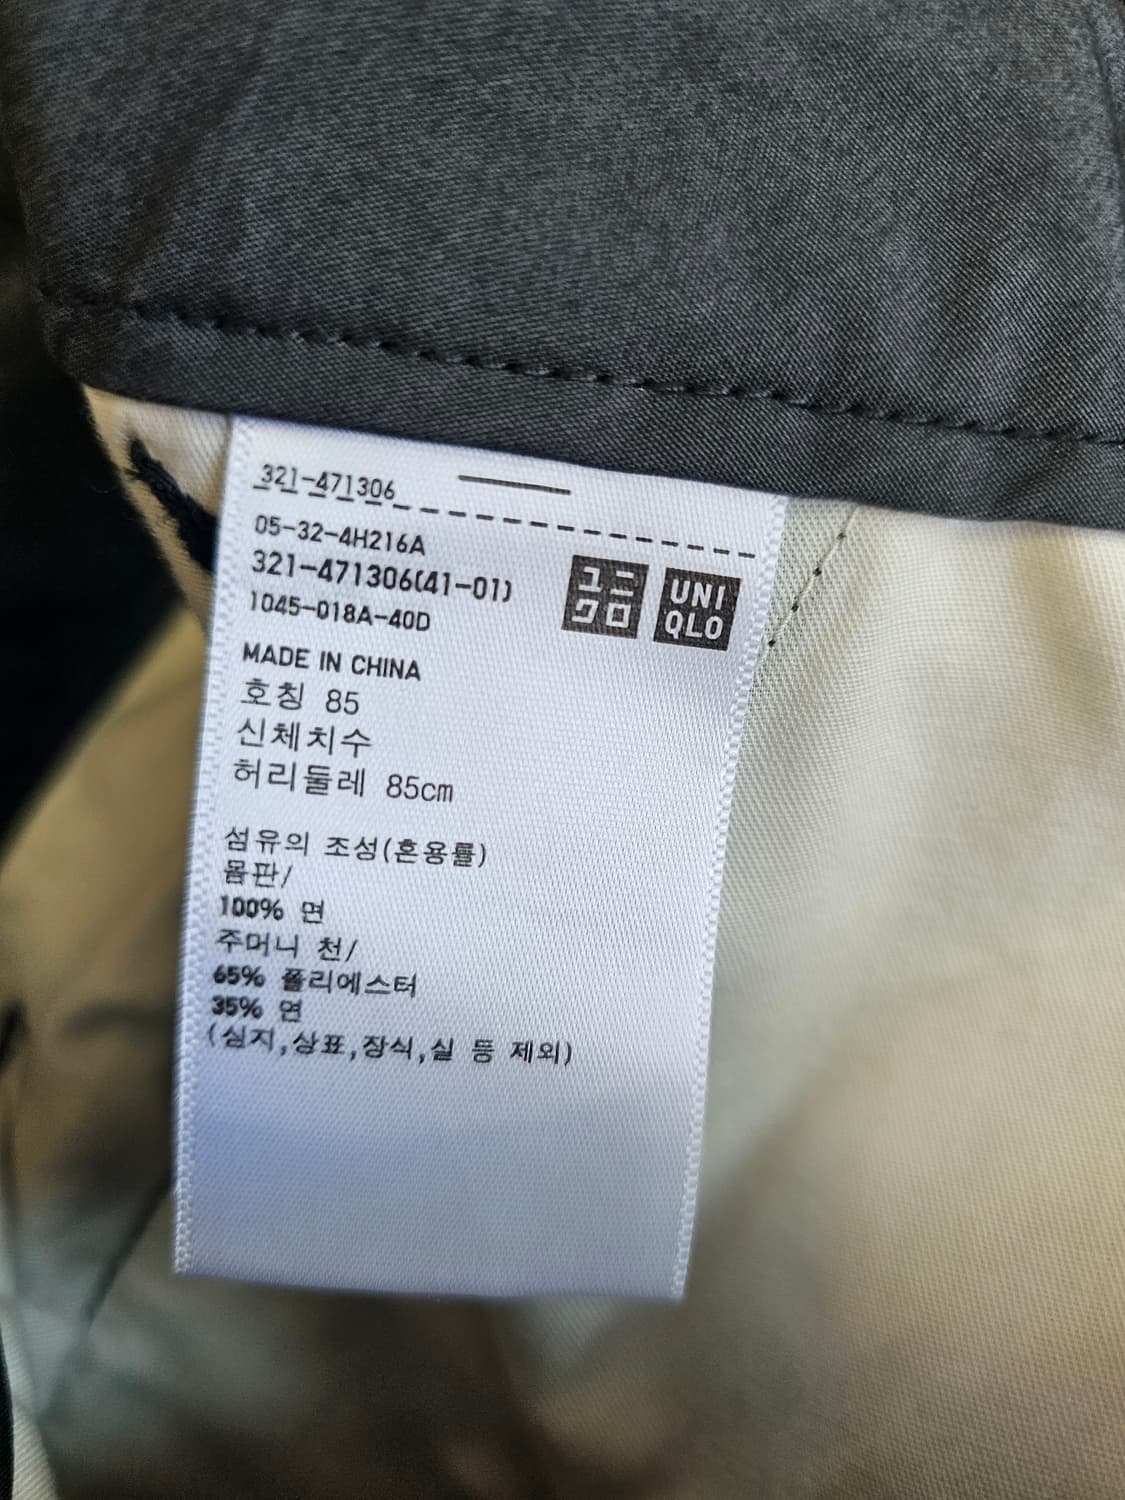 321-471306
05-32-4H216A
321-471306(41-01)
1045-018A-40D
ユニ
クロ
UNI
QLO
MADE IN CHINA
호칭 85
신체치수
허리둘레 85cm
섬유의 조성(혼용률)
몸판/
100% 면
주머니 천/
65% 폴리에스터
35% 면
(심지,상표,장식,실 등 제외)